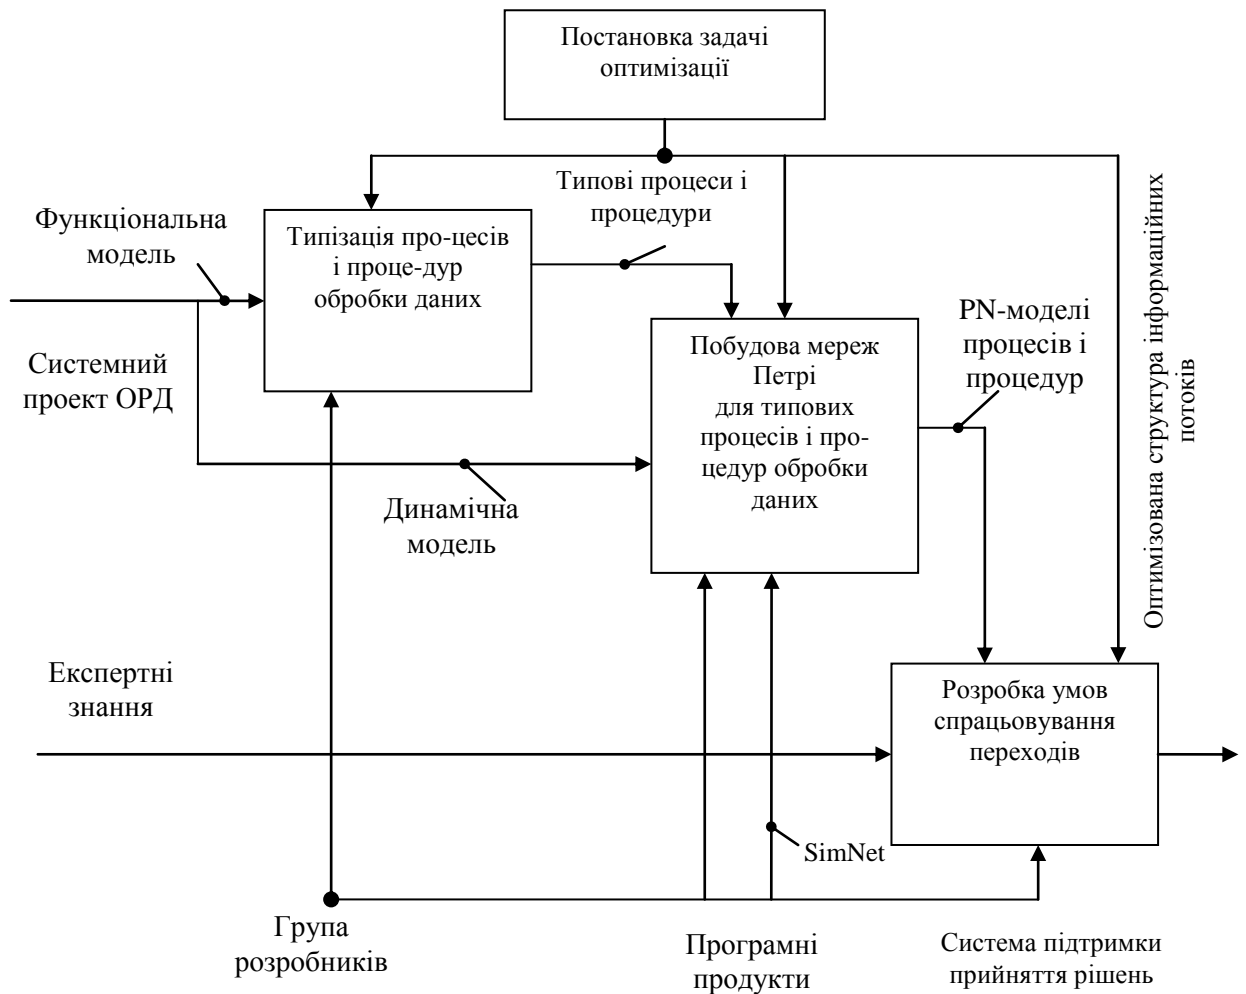 Постановка задачі
оптимізації
Типові процеси і
процедури
Функціональна
модель
Типізація про-цесів
і проце-дур
обробки даних
Системний
проект ОРД
Побудова мереж
Петрі
для типових
процесів і про-
цедур обробки
даних
PN-моделі
процесів і
процедур
Оптимізована структура інформаційних
потоків
Динамічна
модель
Експертні
знання
Розробка умов
спрацьовування
переходів
SimNet
Група
розробників
Програмні
продукти
Система підтримки
прийняття рішень